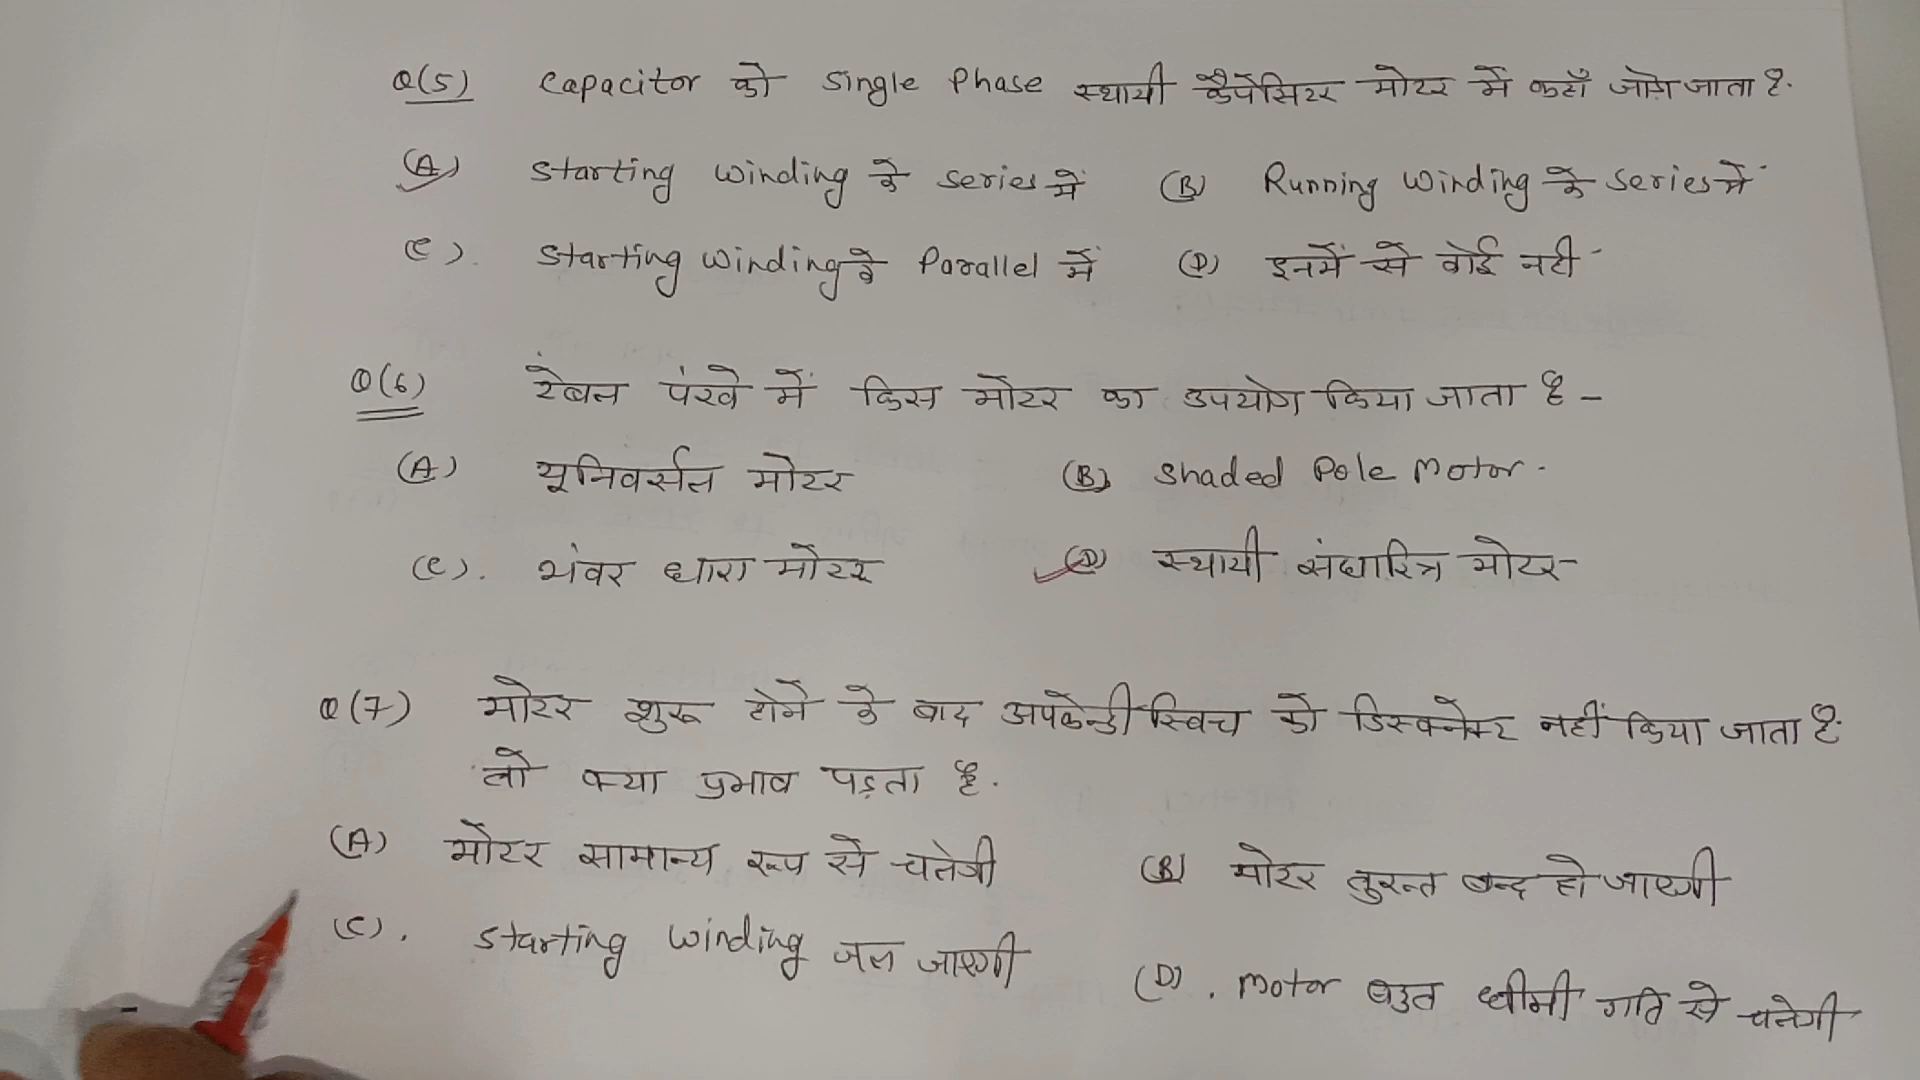 Q(5) Capacitor को Single Phase स्थायी कैपेसिटर मोटर में कहाँ जोड़ा जाता है.
(A) Starting Winding के Series में (B) Running Winding के Series में
(C). Starting Winding के Parallel में (D) इनमें से कोई नही
Q(6) टेबल पंखे में किस मोटर का उपयोग किया जाता है -
(A) यूनिवर्सल मोटर (B) Shaded Pole Motor.
(C). भंवर धारा मोटर (D) स्थायी संधारित्र मोटर
Q(7) मोटर शुरू होने के बाद अपकेन्द्री स्विच को डिस्कनेक्ट नहीं किया जाता है
तो क्या प्रभाव पड़ता है.
(A) मोटर सामान्य रूप से चलेगी (B) मोटर तुरन्त बन्द हो जाएगी
(C). Starting Winding जल जाएगी
(D). Motor बहुत धीमी गति से चलेगी